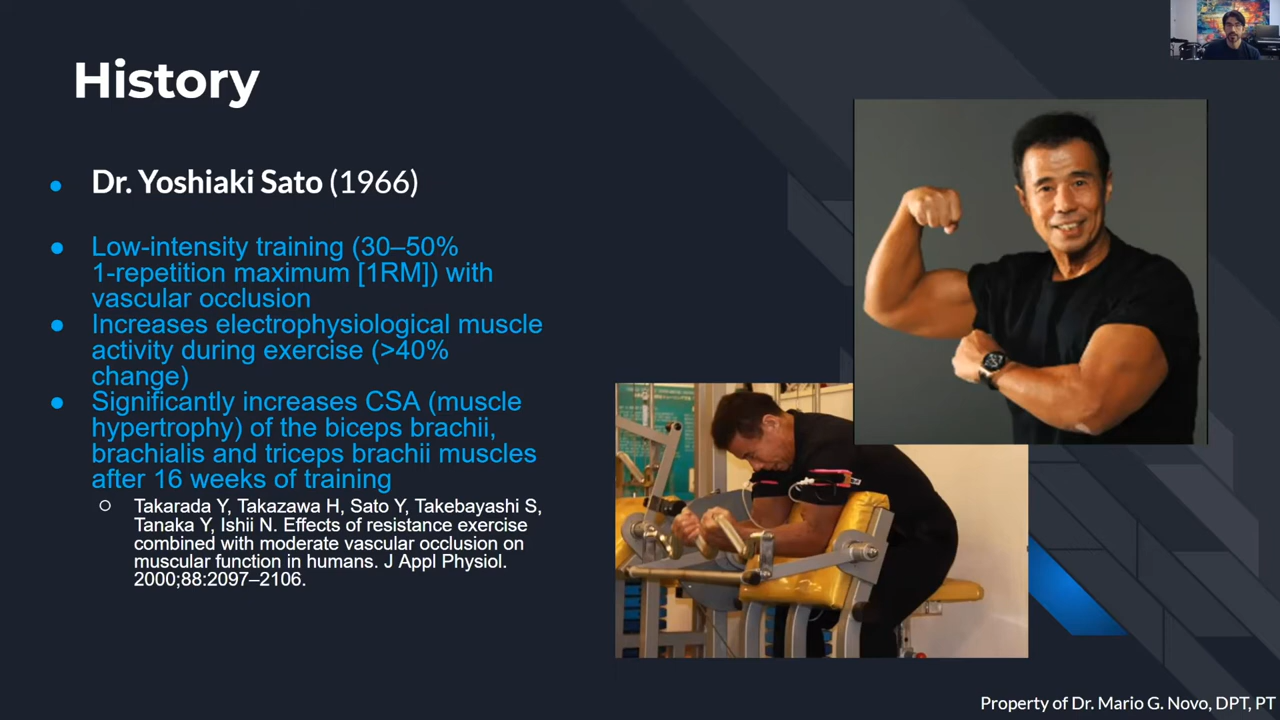 History
Dr. Yoshiaki Sato (1966)
Low-intensity training (30–50%
1-repetition maximum [1RM]) with
vascular occlusion
Increases electrophysiological muscle
activity during exercise (>40%
change)
Significantly increases CSA (muscle
hypertrophy) of the biceps brachii,
brachialis and triceps brachii muscles
after 16 weeks of training
Takarada Y, Takazawa H, Sato Y, Takebayashi S,
Tanaka Y, Ishii N. Effects of resistance exercise
combined with moderate vascular occlusion on
muscular function in humans. J Appl Physiol.
2000;88:2097–2106.
Property of Dr. Mario G. Novo, DPT, PT